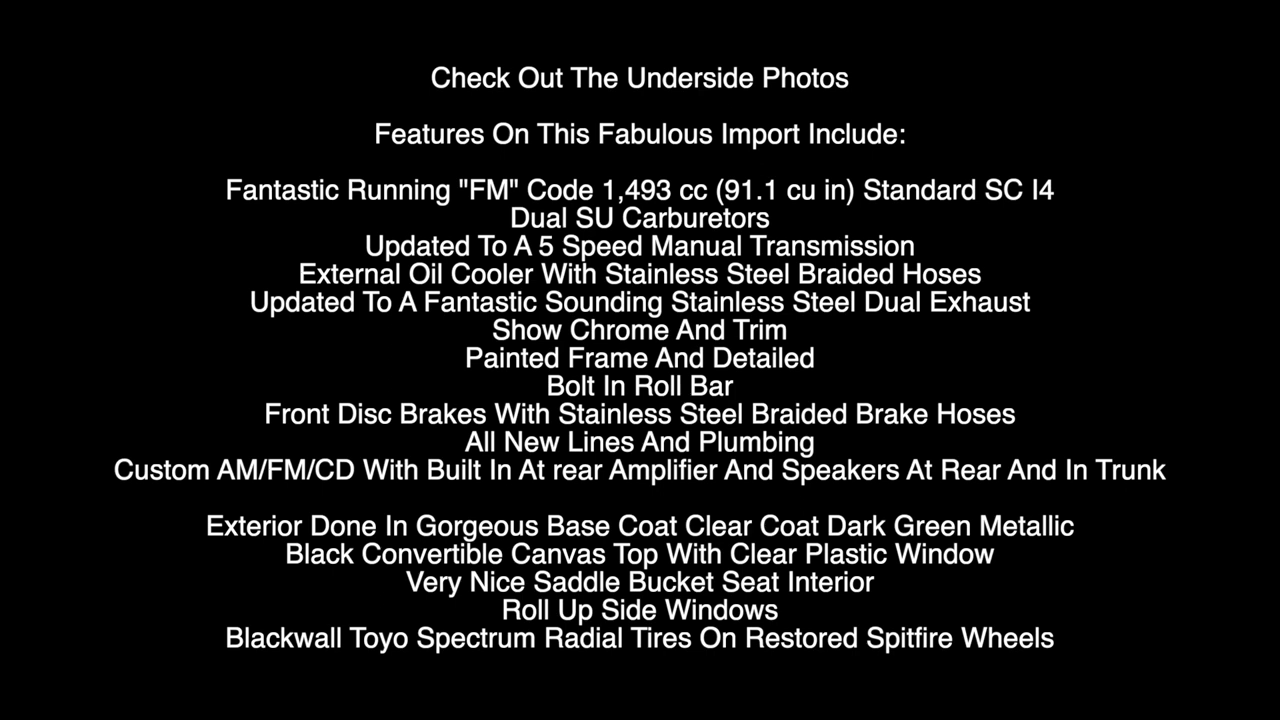 Check Out The Underside Photos
Features On This Fabulous Import Include:
Fantastic Running "FM" Code 1,493 cc (91.1 cu in) Standard SC I4
Dual SU Carburetors
Updated To A 5 Speed Manual Transmission
External Oil Cooler With Stainless Steel Braided Hoses
Updated To A Fantastic Sounding Stainless Steel Dual Exhaust
Show Chrome And Trim
Painted Frame And Detailed
Bolt In Roll Bar
Front Disc Brakes With Stainless Steel Braided Brake Hoses
All New Lines And Plumbing
Custom AM/FM/CD With Built In At rear Amplifier And Speakers At Rear And In Trunk
Exterior Done In Gorgeous Base Coat Clear Coat Dark Green Metallic
Black Convertible Canvas Top With Clear Plastic Window
Very Nice Saddle Bucket Seat Interior
Roll Up Side Windows
Blackwall Toyo Spectrum Radial Tires On Restored Spitfire Wheels